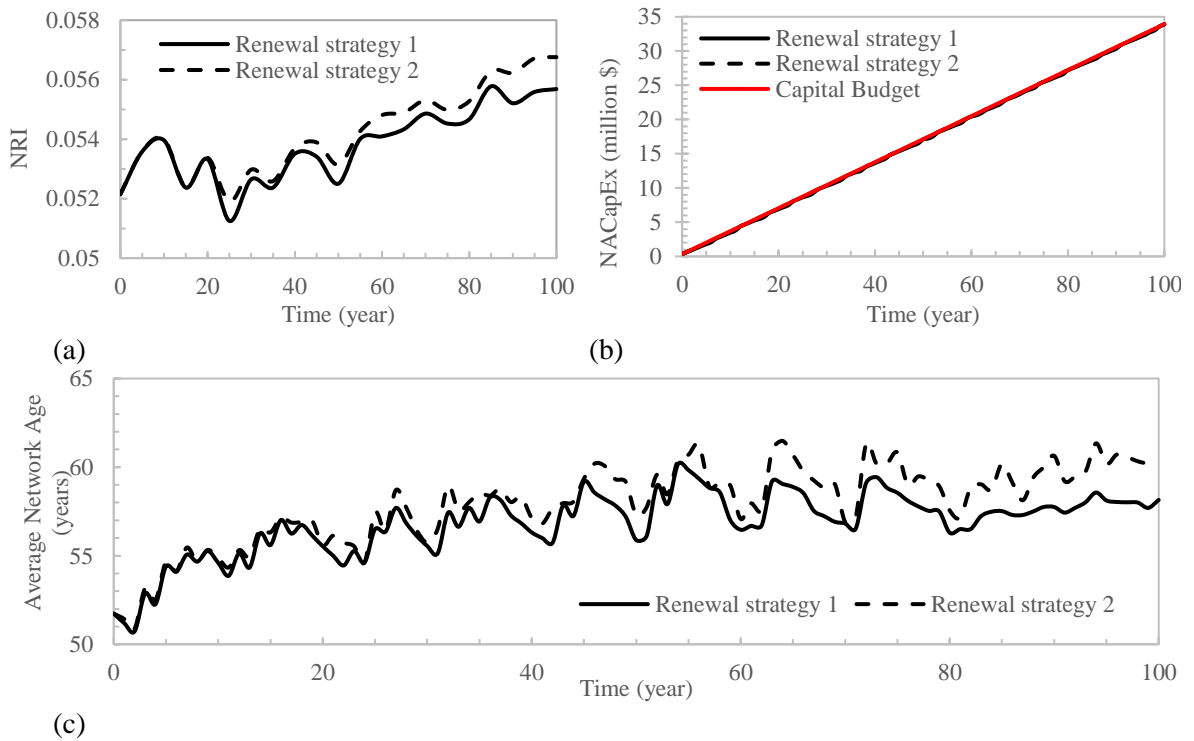 0.058
0.056
0.054
0.052
0.05
NRI
Renewal strategy 1
Renewal strategy 2
0 20 40 60 80 100
Time (year)
(a)
35
30
25
20
15
10
5
0
NACapEx (million $)
Renewal strategy 1
Renewal strategy 2
Capital Budget
0 20 40 60 80 100
Time (year)
(b)
65
60
55
50
Average Network Age
(years)
Renewal strategy 1 Renewal strategy 2
0 20 40 60 80 100
Time (year)
(c)